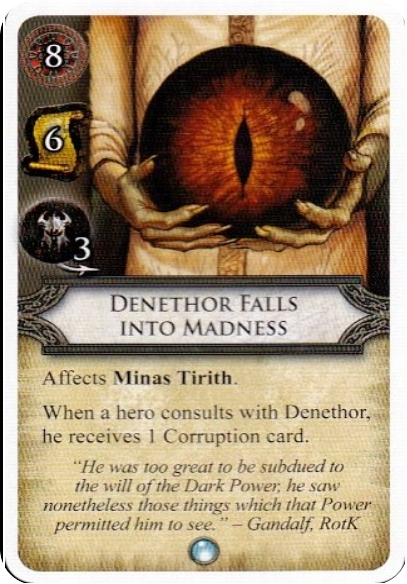 8
6
3
DENETHOR FALLS
INTO MADNESS
Affects Minas Tirith.
When a hero consults with Denethor,
he receives 1 Corruption card.
"He was too great to be subdued to
the will of the Dark Power, he saw
nonetheless those things which that Power
permitted him to see." – Gandalf, RotK